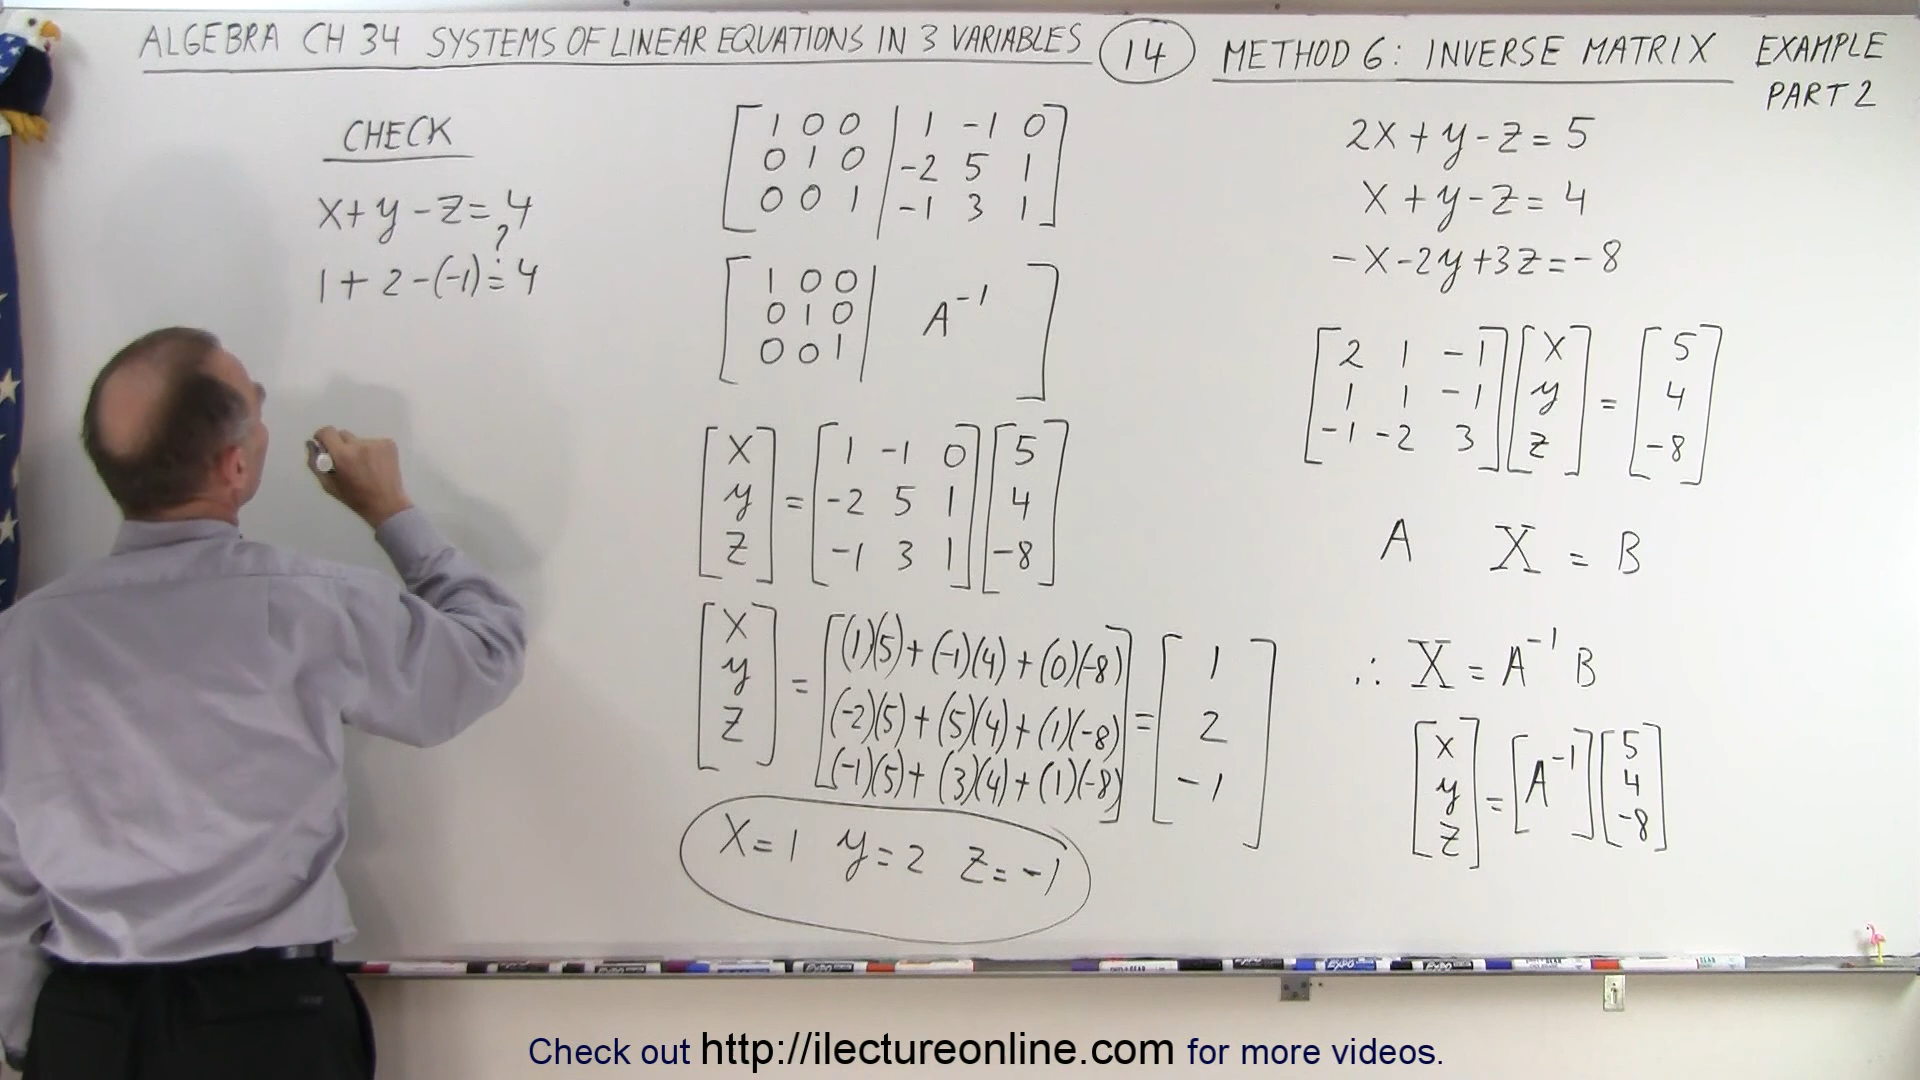 ALGEBRA CH 34 SYSTEMS OF LINEAR EQUATIONS IN 3 VARIABLES 14 METHOD 6: INVERSE MATRIX EXAMPLE
PART 2
CHECK
x+y-z=4
1+2-(-1)≟4
[1 0 0 | 1 -1 0]
[0 1 0 | -2 5 1]
[0 0 1 | -1 3 1]
[1 0 0 |
0 1 0 | A⁻¹
0 0 1 | ]
[x] = [1 -1 0] [5]
[y] = [-2 5 1] [4]
[z] = [-1 3 1] [-8]
[x] = [(1)(5)+(-1)(4)+(0)(-8)] = [1]
[y] = [(-2)(5)+(5)(4)+(1)(-8)] = [2]
[z] = [(-1)(5)+(3)(4)+(1)(-8)] = [-1]
x=1 y=2 z=-1
2x+y-z=5
x+y-z=4
-x-2y+3z=-8
[2 1 -1] [x] = [5]
[1 1 -1] [y] = [4]
[-1 -2 3] [z] = [-8]
A X = B
∴ X = A⁻¹ B
[x] [5]
[y] = [A⁻¹] [4]
[z] [-8]
EXPO
Check out http://ilectureonline.com for more videos.